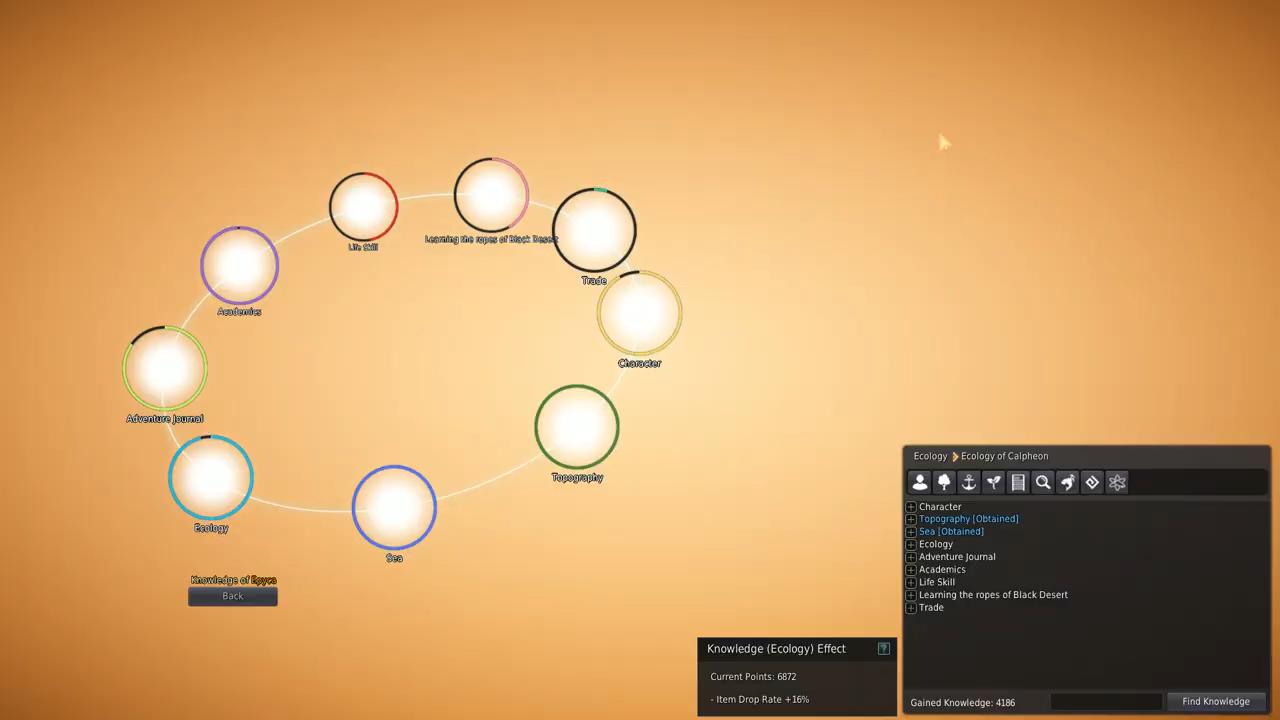 Life Skill
Learning the ropes of Black Desert
Trade
Academics
Character
Adventure Journal
Topography
Ecology
Sea
Knowledge of Epyca
Back
Ecology Ecology of Calpheon
Character
Topography [Obtained]
Sea [Obtained]
Ecology
Adventure Journal
Academics
Life Skill
Learning the ropes of Black Desert
Trade
Gained Knowledge: 4186
Find Knowledge
Knowledge (Ecology) Effect
?
Current Points: 6872
- Item Drop Rate +16%